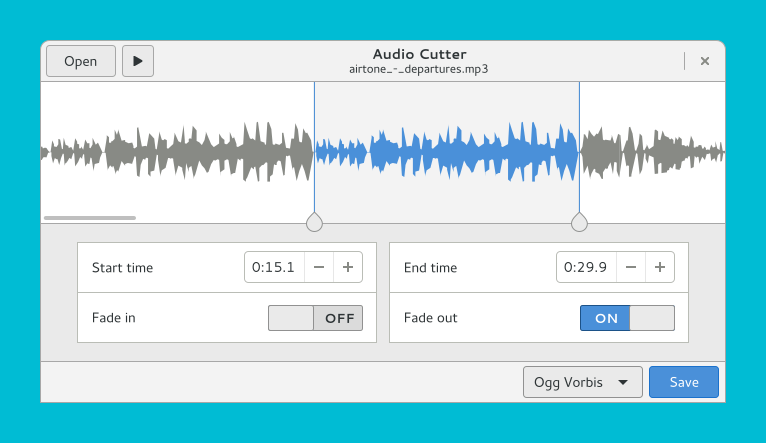 Open
Audio Cutter
airtone_-_departures.mp3
Start time
0:15.1
End time
0:29.9
Fade in
OFF
Fade out
ON
Ogg Vorbis
Save